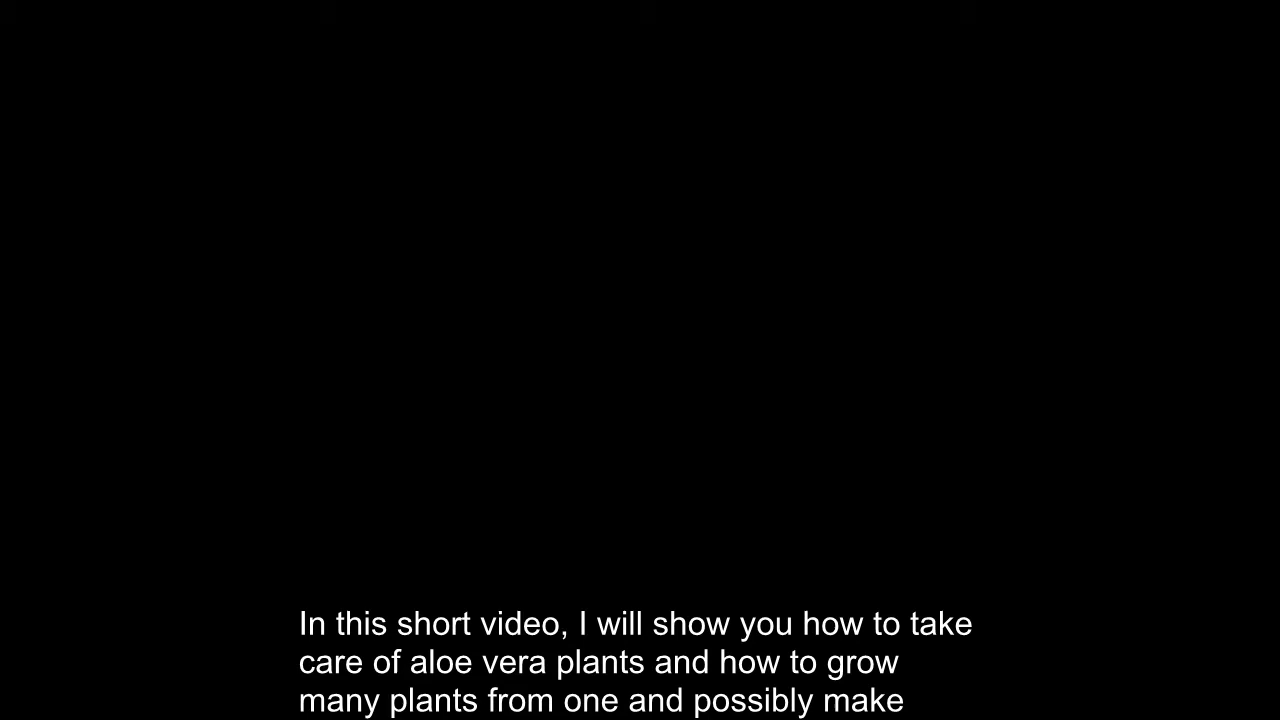 In this short video, I will show you how to take
care of aloe vera plants and how to grow
many plants from one and possibly make